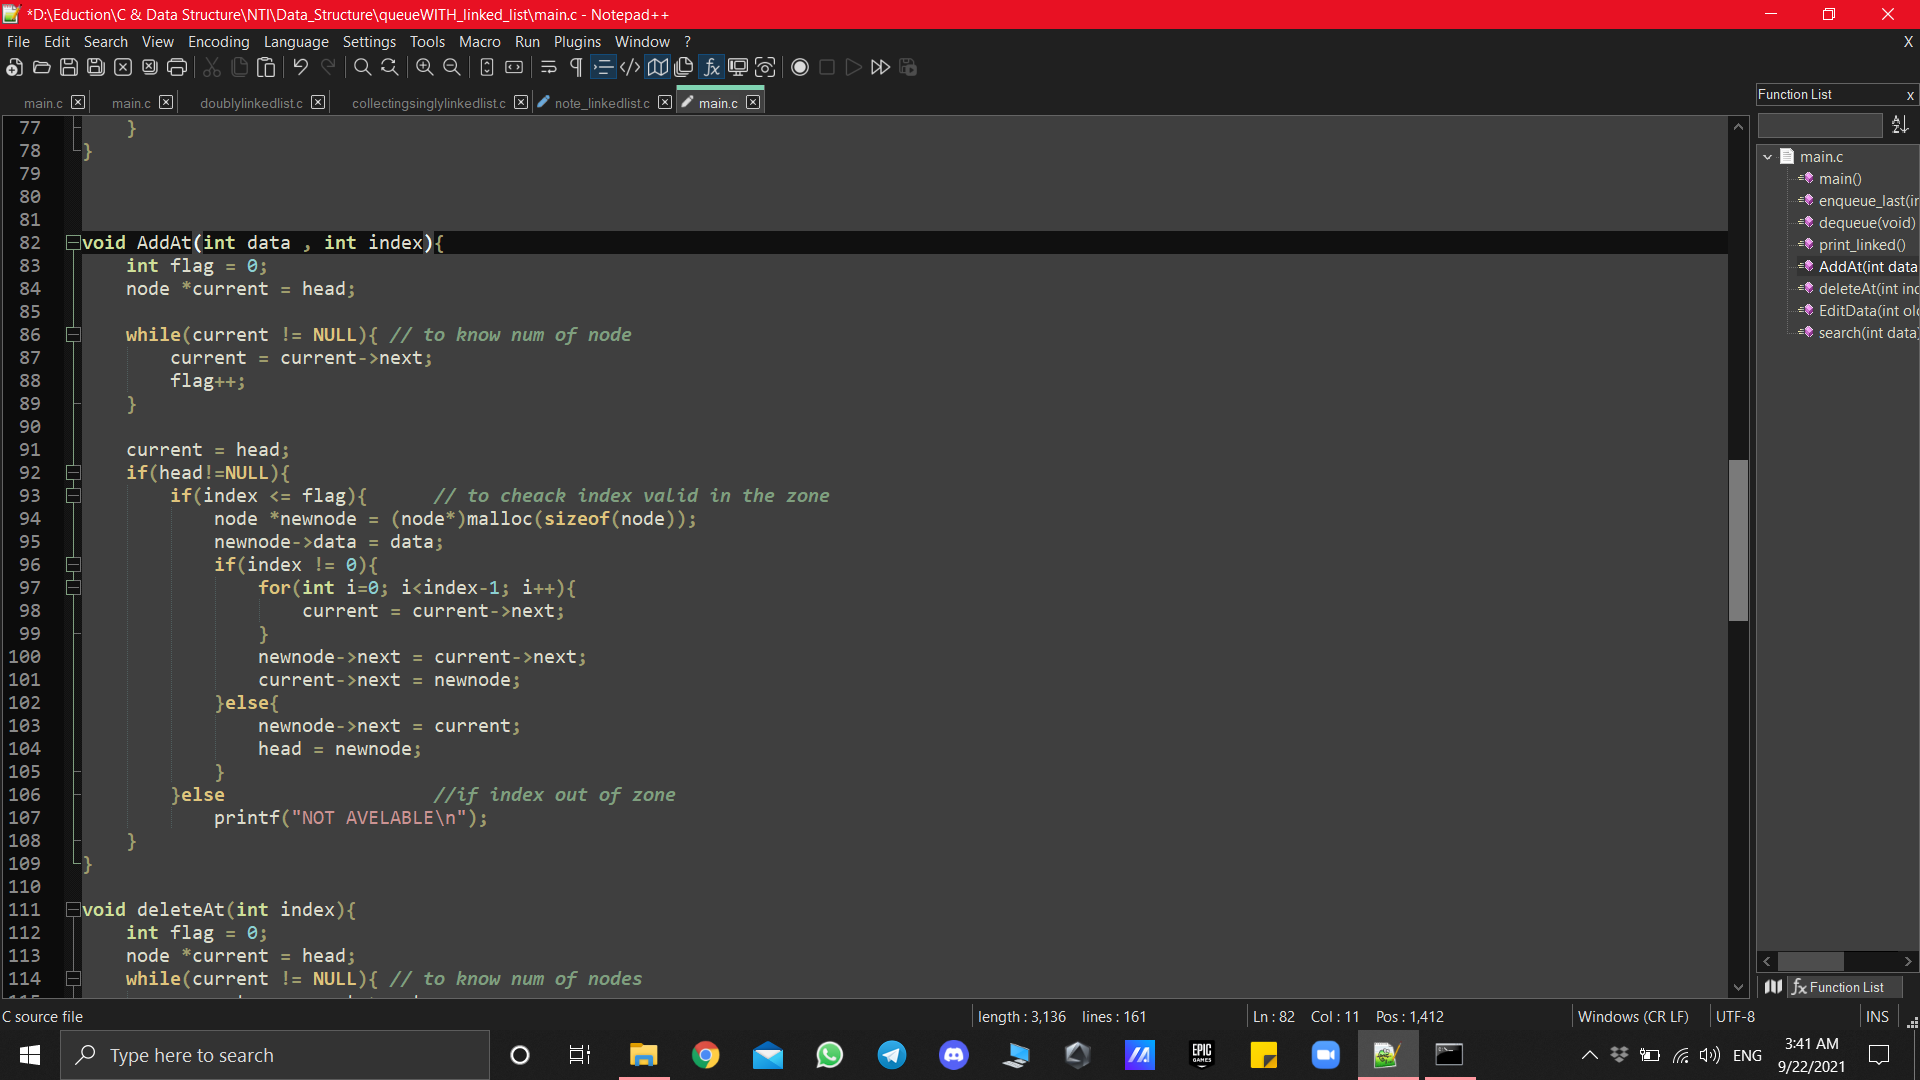 *D:\Eduction\C & Data Structure\NTI\Data_Structure\queueWITH_linked_list\main.c - Notepad++
File Edit Search View Encoding Language Settings Tools Macro Run Plugins Window ? X
main.c main.c doublylinkedlist.c collectingsinglylinkedlist.c note_linkedlist.c main.c
77 }
78 }
79
80
81
82 void AddAt(int data , int index){
83 int flag = 0;
84 node *current = head;
85
86 while(current != NULL){ // to know num of node
87 current = current->next;
88 flag++;
89 }
90
91 current = head;
92 if(head!=NULL){
93 if(index <= flag){ // to cheack index valid in the zone
94 node *newnode = (node*)malloc(sizeof(node));
95 newnode->data = data;
96 if(index != 0){
97 for(int i=0; i<index-1; i++){
98 current = current->next;
99 }
100 newnode->next = current->next;
101 current->next = newnode;
102 }else{
103 newnode->next = current;
104 head = newnode;
105 }
106 }else //if index out of zone
107 printf("NOT AVELABLE\n");
108 }
109 }
110
111 void deleteAt(int index){
112 int flag = 0;
113 node *current = head;
114 while(current != NULL){ // to know num of nodes
Function List x
main.c
main()
enqueue_last(in
dequeue(void)
print_linked()
AddAt(int data
deleteAt(int ind
EditData(int old
search(int data
Function List
C source file length : 3,136 lines : 161 Ln : 82 Col : 11 Pos : 1,412 Windows (CR LF) UTF-8 INS
Type here to search
EPIC GAMES
ENG
3:41 AM
9/22/2021